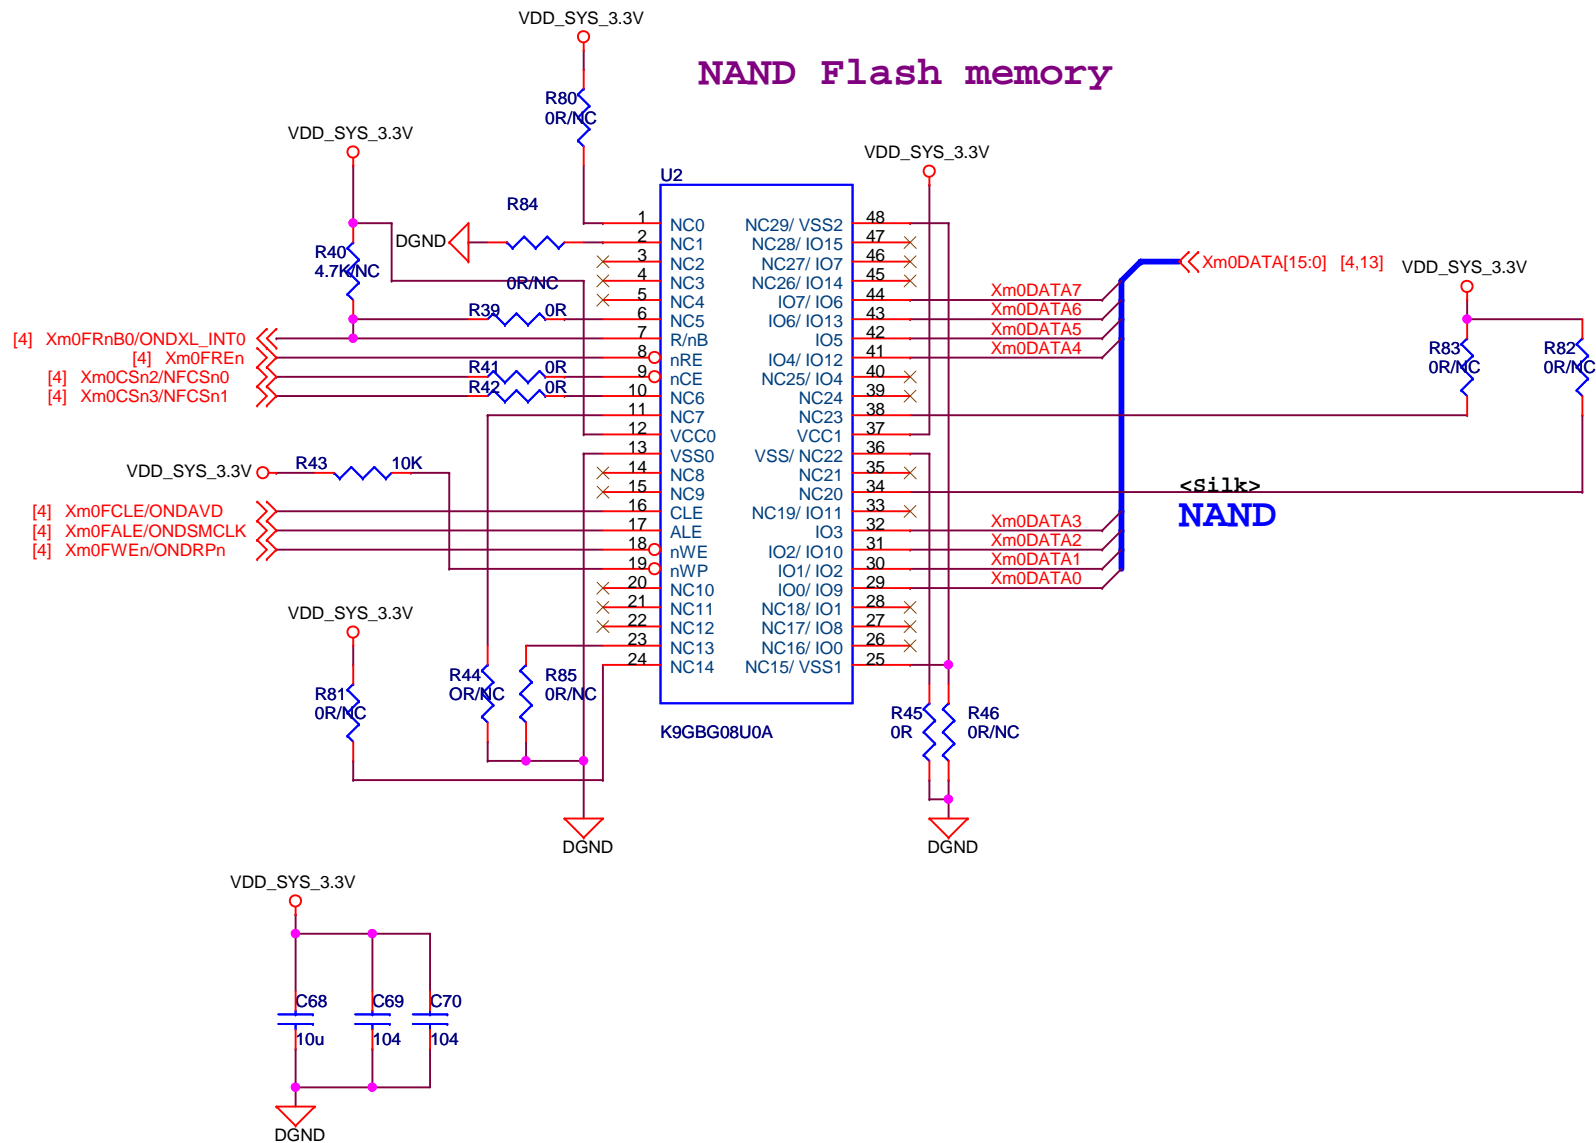 VDD_SYS_3.3V
NAND Flash memory
R80
0R/NC
VDD_SYS_3.3V
VDD_SYS_3.3V
U2
R84
DGND
0R/NC
R40
4.7K/NC
R39 0R
[4] Xm0FRnB0/ONDXL_INT0
[4] Xm0FREn
[4] Xm0CSn2/NFCSn0
[4] Xm0CSn3/NFCSn1
R41 0R
R42 0R
VDD_SYS_3.3V
R43 10K
[4] Xm0FCLE/ONDAVD
[4] Xm0FALE/ONDSMCLK
[4] Xm0FWEn/ONDRPn
VDD_SYS_3.3V
R81
0R/NC
R44
OR/NC
R85
0R/NC
1 NC0 NC29/ VSS2 48
2 NC1 NC28/ IO15 47
3 NC2 NC27/ IO7 46
4 NC3 NC26/ IO14 45
5 NC4 IO7/ IO6 44
6 NC5 IO6/ IO13 43
7 R/nB IO5 42
8 nRE IO4/ IO12 41
9 nCE NC25/ IO4 40
10 NC6 NC24 39
11 NC7 NC23 38
12 VCC0 VCC1 37
13 VSS0 VSS/ NC22 36
14 NC8 NC21 35
15 NC9 NC20 34
16 CLE NC19/ IO11 33
17 ALE IO3 32
18 nWE IO2/ IO10 31
19 nWP IO1/ IO2 30
20 NC10 IO0/ IO9 29
21 NC11 NC18/ IO1 28
22 NC12 NC17/ IO8 27
23 NC13 NC16/ IO0 26
24 NC14 NC15/ VSS1 25
K9GBG08U0A
Xm0DATA[15:0] [4,13]
Xm0DATA7
Xm0DATA6
Xm0DATA5
Xm0DATA4
Xm0DATA3
Xm0DATA2
Xm0DATA1
Xm0DATA0
VDD_SYS_3.3V
R83
0R/NC
R82
0R/NC
<Silk>
NAND
R45
0R
R46
0R/NC
DGND
DGND
VDD_SYS_3.3V
C68
10u
C69
104
C70
104
DGND